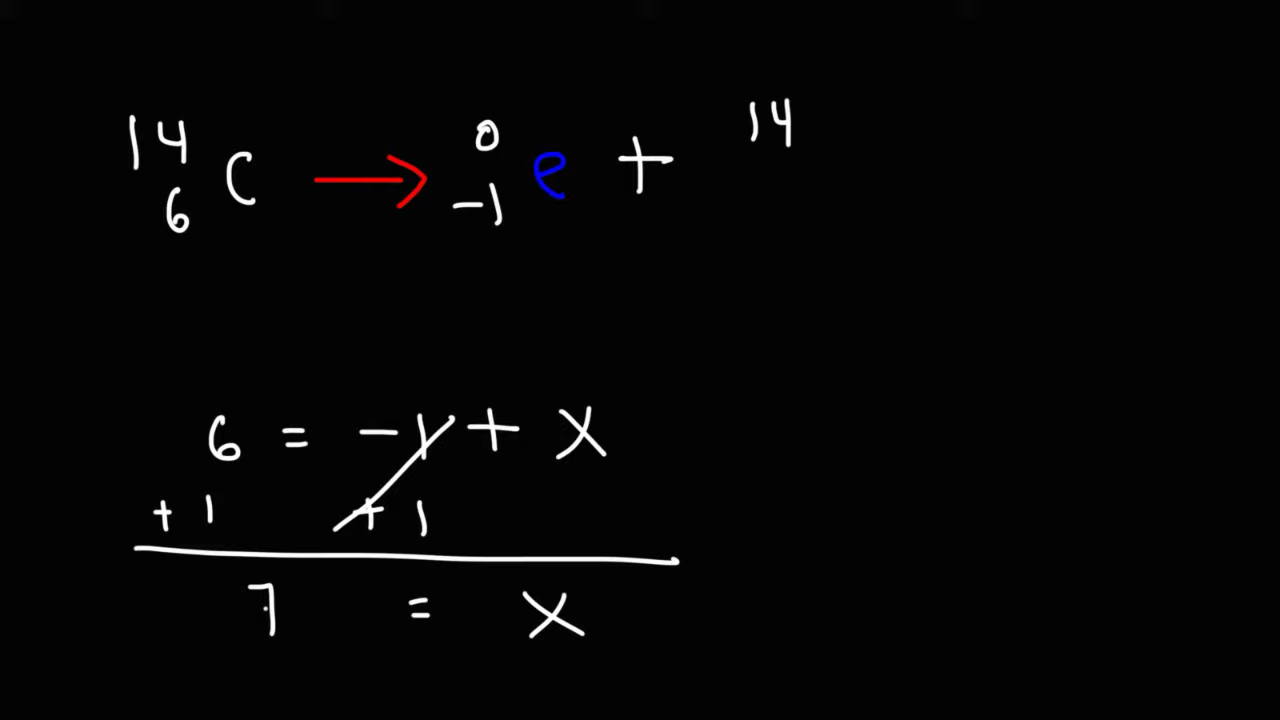 14 0 14
6 C → -1 e +
6 = -1 + X
+ 1 + 1
7 = X